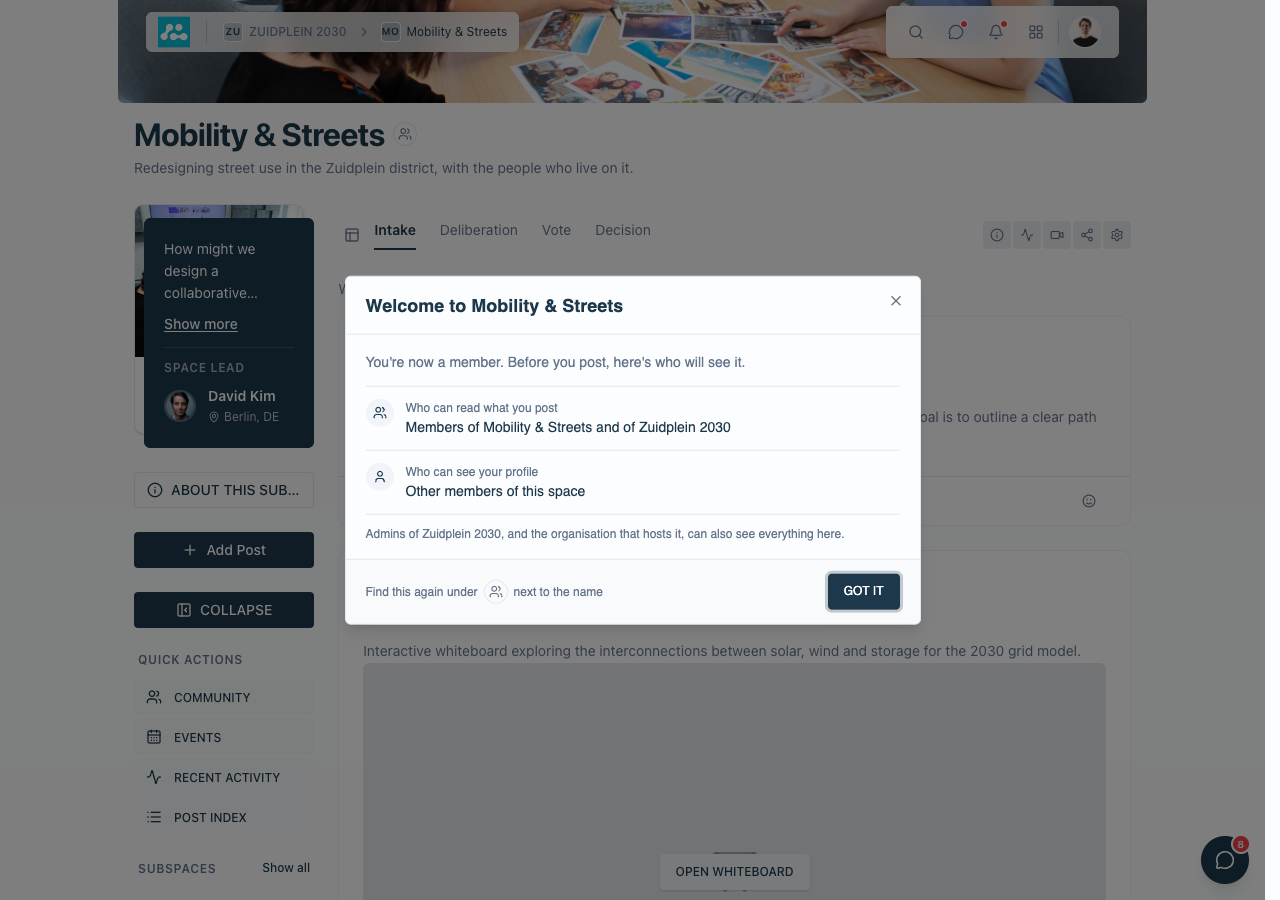 ZU ZUIDPLEIN 2030 > MO Mobility & Streets
Mobility & Streets
Redesigning street use in the Zuidplein district, with the people who live on it.
How might we
design a
collaborative...
Show more
SPACE LEAD
David Kim
Berlin, DE
Intake Deliberation Vote Decision
ABOUT THIS SUB...
Add Post
COLLAPSE
QUICK ACTIONS
COMMUNITY
EVENTS
RECENT ACTIVITY
POST INDEX
SUBSPACES Show all
Welcome to Mobility & Streets
You're now a member. Before you post, here's who will see it.
Who can read what you post
Members of Mobility & Streets and of Zuidplein 2030
Who can see your profile
Other members of this space
Admins of Zuidplein 2030, and the organisation that hosts it, can also see everything here.
Find this again under next to the name
GOT IT
is to outline a clear path
Interactive whiteboard exploring the interconnections between solar, wind and storage for the 2030 grid model.
OPEN WHITEBOARD
8